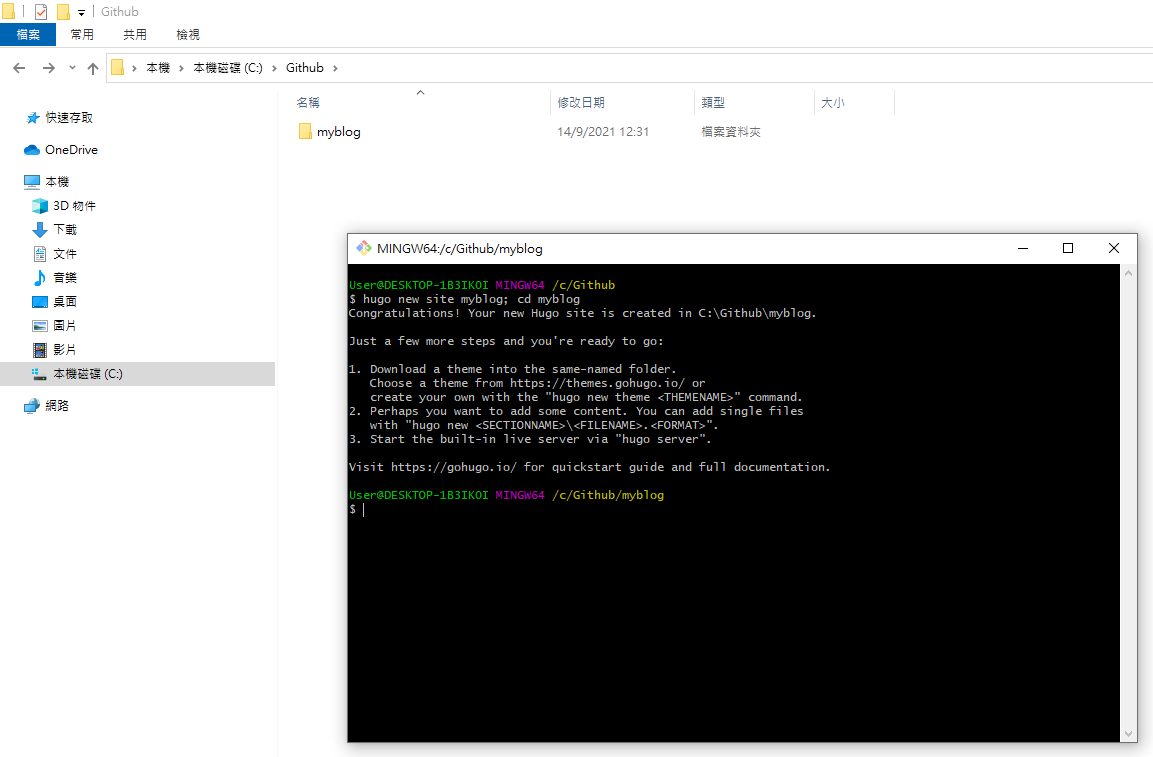 Github
檔案 常用 共用 檢視
本機 本機磁碟 (C:) Github
名稱 修改日期 類型 大小
myblog 14/9/2021 12:31 檔案資料夾
快速存取
OneDrive
本機
3D 物件
下載
文件
音樂
桌面
圖片
影片
本機磁碟 (C:)
網路
MINGW64:/c/Github/myblog
User@DESKTOP-1B3IKOI MINGW64 /c/Github
$ hugo new site myblog; cd myblog
Congratulations! Your new Hugo site is created in C:\Github\myblog.
Just a few more steps and you're ready to go:
1. Download a theme into the same-named folder.
Choose a theme from https://themes.gohugo.io/ or
create your own with the "hugo new theme <THEMENAME>" command.
2. Perhaps you want to add some content. You can add single files
with "hugo new <SECTIONNAME>\<FILENAME>.<FORMAT>".
3. Start the built-in live server via "hugo server".
Visit https://gohugo.io/ for quickstart guide and full documentation.
User@DESKTOP-1B3IKOI MINGW64 /c/Github/myblog
$